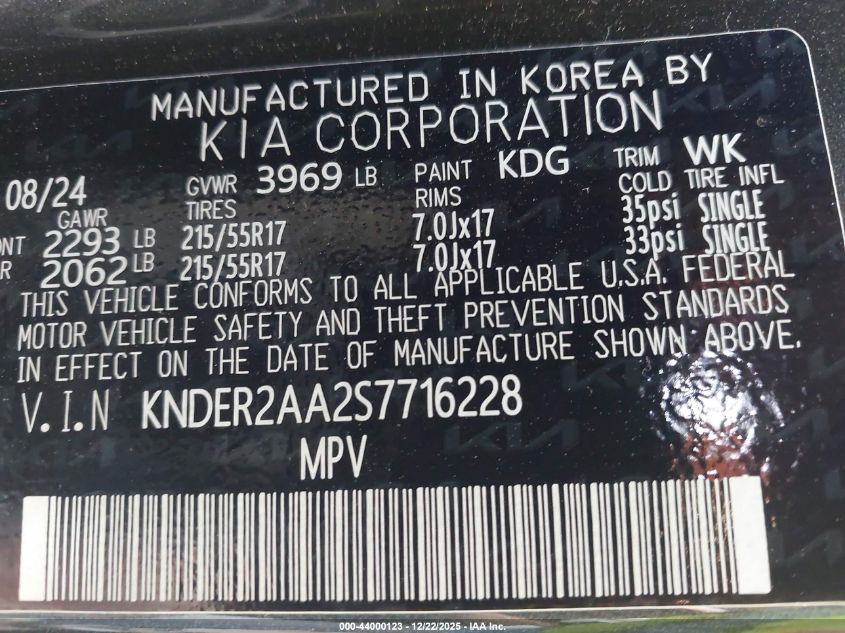 MANUFACTURED IN KOREA BY
KIA CORPORATION
08/24 GVWR 3969 LB PAINT KDG TRIM WK
GAWR TIRES RIMS COLD TIRE INFL
NT 2293 LB 215/55R17 7.0Jx17 35psi SINGLE
R 2062 LB 215/55R17 7.0Jx17 33psi SINGLE
THIS VEHICLE CONFORMS TO ALL APPLICABLE U.S.A. FEDERAL
MOTOR VEHICLE SAFETY AND THEFT PREVENTION STANDARDS
IN EFFECT ON THE DATE OF MANUFACTURE SHOWN ABOVE.
V.I.N KNDER2AA2S7716228
MPV
000-44000123 - 12/22/2025 - IAA Inc.